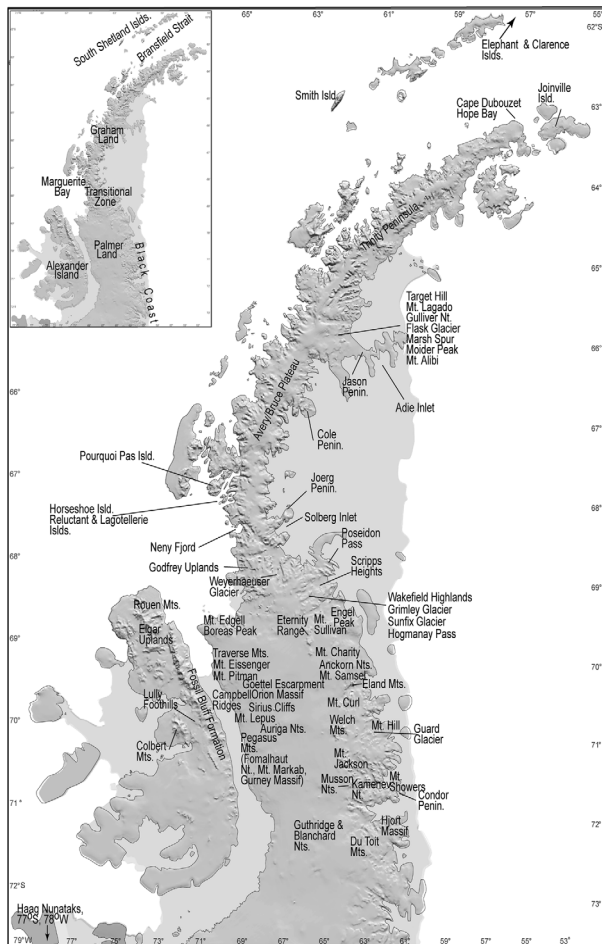 65°
63°
61°
59°
57°
55°
62°S
South Shetland Islds.
Bransfield Strait
Graham
Land
Marguerite
Bay
Transitional
Zone
Palmer
Land
Alexander
Island
Black Coast
Elephant & Clarence
Islds.
Smith Isld.
Joinville
Isld.
Cape Dubouzet
Hope Bay
63°
64°
Trinity Peninsula
65°
Target Hill
Mt. Lagado
Gulliver Nt.
Flask Glacier
Marsh Spur
Moider Peak
Mt. Alibi
66°
Jason
Penin.
Adie Inlet
66°
Avery/Bruce Plateau
Cole
Penin.
67°
Pourquoi Pas Isld.
67°
Joerg
Penin.
Horseshoe Isld.
Reluctant & Lagotellerie
Islds.
Solberg Inlet
Poseidon
Pass
68°
Neny Fjord
68°
Godfrey Uplands
Scripps
Heights
Weyerhaeuser
Glacier
69°
Wakefield Highlands
Grimley Glacier
Sunfix Glacier
Hogmanay Pass
Rouen Mts.
Mt. Edgell
Boreas Peak
Eternity
Range
Mt.
Sullivan
Engel
Peak
69°
Elgar
Uplands
Traverse Mts.
Mt. Eissenger
Mt. Pitman
Mt. Charity
Anckorn Nts.
Mt. Samsel
70°
Goettel Escarpment
Eland Mts.
Fossil Bluff Formation
Lully
Foothills
Campbell
Ridges
Orion Massif
Sirius Cliffs
Mt. Curl
70°
Mt. Lepus
Auriga Nts.
Welch
Mts.
Mt. Hill
Guard
Glacier
71°
Colbert
Mts.
Pegasus
Mts.
(Fomalhaut
Nt., Mt. Markab,
Gurney Massif)
Mt.
Jackson
Musson
Nts.
Kamenev
Nt.
Mt.
Showers
Condor
Penin.
71°
Guthridge &
Blanchard
Nts.
Hjort
Massif
72°
Du Toit
Mts.
72°S
73°
Haag Nunataks,
77°S, 78°W
79°W
77°
75°
73°
71°
69°
67°
65°
63°
61°
59°
57°
55°
53°